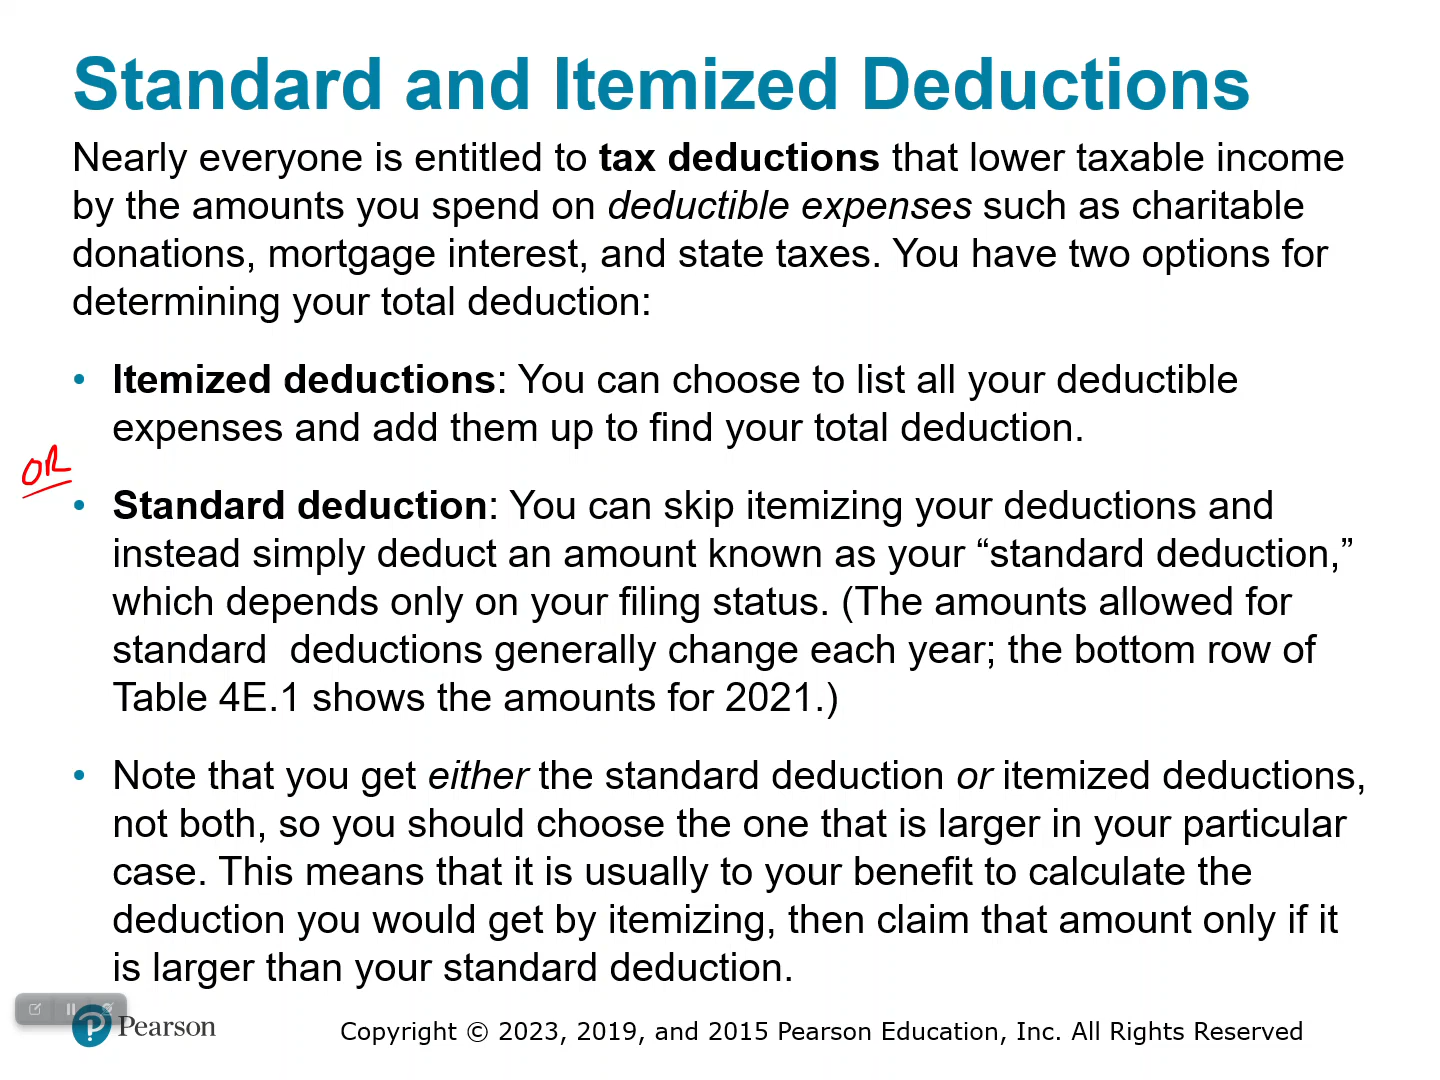 Standard and Itemized Deductions
Nearly everyone is entitled to tax deductions that lower taxable income
by the amounts you spend on deductible expenses such as charitable
donations, mortgage interest, and state taxes. You have two options for
determining your total deduction:
• Itemized deductions: You can choose to list all your deductible
expenses and add them up to find your total deduction.
OR
• Standard deduction: You can skip itemizing your deductions and
instead simply deduct an amount known as your “standard deduction,”
which depends only on your filing status. (The amounts allowed for
standard  deductions generally change each year; the bottom row of
Table 4E.1 shows the amounts for 2021.)
• Note that you get either the standard deduction or itemized deductions,
not both, so you should choose the one that is larger in your particular
case. This means that it is usually to your benefit to calculate the
deduction you would get by itemizing, then claim that amount only if it
is larger than your standard deduction.
P Pearson
Copyright © 2023, 2019, and 2015 Pearson Education, Inc. All Rights Reserved